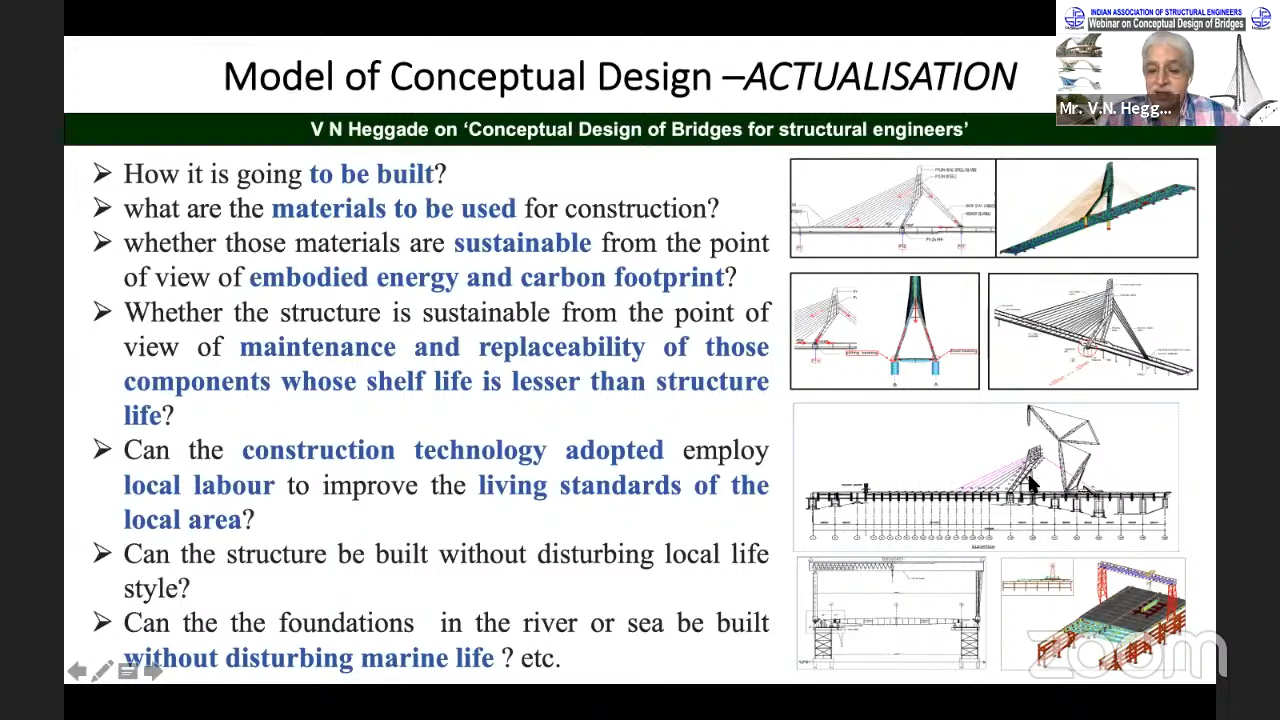 INDIAN ASSOCIATION OF STRUCTURAL ENGINEERS
Webinar on Conceptual Design of Bridges
Mr. V.N. Hegg...
Model of Conceptual Design –ACTUALISATION
V N Heggade on ‘Conceptual Design of Bridges for structural engineers’
➢ How it is going to be built?
➢ what are the materials to be used for construction?
➢ whether those materials are sustainable from the point
of view of embodied energy and carbon footprint?
➢ Whether the structure is sustainable from the point of
view of maintenance and replaceability of those
components whose shelf life is lesser than structure
life?
➢ Can the construction technology adopted employ
local labour to improve the living standards of the
local area?
➢ Can the structure be built without disturbing local life
style?
➢ Can the the foundations in the river or sea be built
without disturbing marine life ? etc.
ELEVATION
zoom